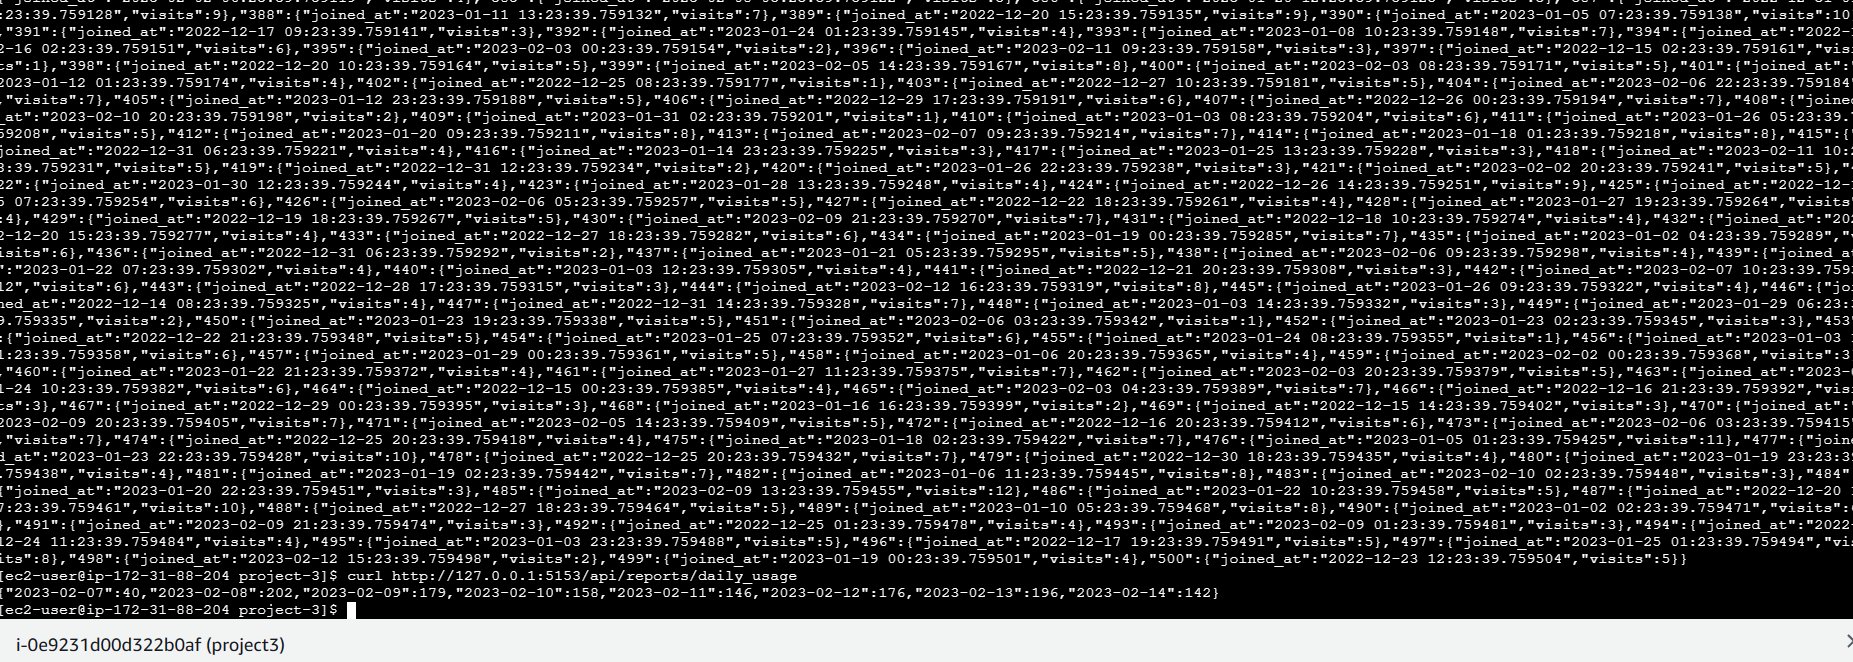 59128","visits":9},"388":{"joined_at":"2023-01-11 13:23:39.759132","visits":7},"389":{"joined_at":"2022-12-20 15:23:39.759135","visits":9},"390":{"joined_at":"2023-01-05 07:23:39.759138","visits":10
,"391":{"joined_at":"2022-12-17 09:23:39.759141","visits":3},"392":{"joined_at":"2023-01-24 01:23:39.759145","visits":4},"393":{"joined_at":"2023-01-08 10:23:39.759148","visits":7},"394":{"joined_at":"2022-1
2-16 02:23:39.759151","visits":6},"395":{"joined_at":"2023-02-03 00:23:39.759154","visits":2},"396":{"joined_at":"2023-02-11 09:23:39.759158","visits":3},"397":{"joined_at":"2022-12-15 02:23:39.759161","vis
ts":1},"398":{"joined_at":"2022-12-20 10:23:39.759164","visits":5},"399":{"joined_at":"2023-02-05 14:23:39.759167","visits":8},"400":{"joined_at":"2023-02-03 08:23:39.759171","visits":5},"401":{"joined_at":"
2023-01-12 01:23:39.759174","visits":4},"402":{"joined_at":"2022-12-25 08:23:39.759177","visits":1},"403":{"joined_at":"2022-12-27 10:23:39.759181","visits":5},"404":{"joined_at":"2023-02-06 22:23:39.759184"
,"visits":7},"405":{"joined_at":"2023-01-12 23:23:39.759188","visits":5},"406":{"joined_at":"2022-12-29 17:23:39.759191","visits":6},"407":{"joined_at":"2022-12-26 00:23:39.759194","visits":7},"408":{"joine
"2023-02-10 20:23:39.759198","visits":2},"409":{"joined_at":"2023-01-31 02:23:39.759201","visits":1},"410":{"joined_at":"2023-01-03 08:23:39.759204","visits":6},"411":{"joined_at":"2023-01-26 05:23:39.
59208","visits":5},"412":{"joined_at":"2023-01-20 09:23:39.759211","visits":8},"413":{"joined_at":"2023-02-07 09:23:39.759214","visits":7},"414":{"joined_at":"2023-01-18 01:23:39.759218","visits":8},"415":{"
joined_at":"2022-12-31 06:23:39.759221","visits":4},"416":{"joined_at":"2023-01-14 23:23:39.759225","visits":3},"417":{"joined_at":"2023-01-25 13:23:39.759228","visits":3},"418":{"joined_at":"2023-02-11 10:2
3:39.759231","visits":5},"419":{"joined_at":"2022-12-31 12:23:39.759234","visits":2},"420":{"joined_at":"2023-01-26 22:23:39.759238","visits":3},"421":{"joined_at":"2023-02-02 20:23:39.759241","visits":5},"
22":{"joined_at":"2023-01-30 12:23:39.759244","visits":4},"423":{"joined_at":"2023-01-28 13:23:39.759248","visits":4},"424":{"joined_at":"2022-12-26 14:23:39.759251","visits":9},"425":{"joined_at":"2022-12-
5 07:23:39.759254","visits":6},"426":{"joined_at":"2023-02-06 05:23:39.759257","visits":5},"427":{"joined_at":"2022-12-22 18:23:39.759261","visits":4},"428":{"joined_at":"2023-01-27 19:23:39.759264","visits"
:4},"429":{"joined_at":"2022-12-19 18:23:39.759267","visits":5},"430":{"joined_at":"2023-02-09 21:23:39.759270","visits":7},"431":{"joined_at":"2022-12-18 10:23:39.759274","visits":4},"432":{"joined_at":"202
2-12-20 15:23:39.759277","visits":4},"433":{"joined_at":"2022-12-27 18:23:39.759282","visits":6},"434":{"joined_at":"2023-01-19 00:23:39.759285","visits":7},"435":{"joined_at":"2023-01-02 04:23:39.759289","v
isits":6},"436":{"joined_at":"2022-12-31 06:23:39.759292","visits":2},"437":{"joined_at":"2023-01-21 05:23:39.759295","visits":5},"438":{"joined_at":"2023-02-06 09:23:39.759298","visits":4},"439":{"joined_at"
:"2023-01-22 07:23:39.759302","visits":4},"440":{"joined_at":"2023-01-03 12:23:39.759305","visits":4},"441":{"joined_at":"2022-12-21 20:23:39.759308","visits":3},"442":{"joined_at":"2023-02-07 10:23:39.7593
12","visits":6},"443":{"joined_at":"2022-12-28 17:23:39.759315","visits":3},"444":{"joined_at":"2023-02-12 16:23:39.759319","visits":8},"445":{"joined_at":"2023-01-26 09:23:39.759322","visits":4},"446":{"jo
ned_at":"2022-12-14 08:23:39.759325","visits":4},"447":{"joined_at":"2022-12-31 14:23:39.759328","visits":7},"448":{"joined_at":"2023-01-03 14:23:39.759332","visits":3},"449":{"joined_at":"2023-01-29 06:23:3
9.759335","visits":2},"450":{"joined_at":"2023-01-23 19:23:39.759338","visits":5},"451":{"joined_at":"2023-02-06 03:23:39.759342","visits":1},"452":{"joined_at":"2023-01-23 02:23:39.759345","visits":3},"453"
:{"joined_at":"2022-12-22 21:23:39.759348","visits":5},"454":{"joined_at":"2023-01-25 07:23:39.759352","visits":6},"455":{"joined_at":"2023-01-24 08:23:39.759355","visits":1},"456":{"joined_at":"2023-01-03 1
1:23:39.759358","visits":6},"457":{"joined_at":"2023-01-29 00:23:39.759361","visits":5},"458":{"joined_at":"2023-01-06 20:23:39.759365","visits":4},"459":{"joined_at":"2023-02-02 00:23:39.759368","visits":3
"460":{"joined_at":"2023-01-22 21:23:39.759372","visits":4},"461":{"joined_at":"2023-01-27 11:23:39.759375","visits":7},"462":{"joined_at":"2023-02-03 20:23:39.759379","visits":5},"463":{"joined_at":"2023-
1-24 10:23:39.759382","visits":6},"464":{"joined_at":"2022-12-15 00:23:39.759385","visits":4},"465":{"joined_at":"2023-02-03 04:23:39.759389","visits":7},"466":{"joined_at":"2022-12-16 21:23:39.759392","vis
ts":3},"467":{"joined_at":"2022-12-29 00:23:39.759395","visits":3},"468":{"joined_at":"2023-01-16 16:23:39.759399","visits":2},"469":{"joined_at":"2022-12-15 14:23:39.759402","visits":3},"470":{"joined_at":"
2023-02-09 20:23:39.759405","visits":7},"471":{"joined_at":"2023-02-05 14:23:39.759409","visits":5},"472":{"joined_at":"2022-12-16 20:23:39.759412","visits":6},"473":{"joined_at":"2023-02-06 03:23:39.759415"
,"visits":7},"474":{"joined_at":"2022-12-25 20:23:39.759418","visits":4},"475":{"joined_at":"2023-01-18 02:23:39.759422","visits":7},"476":{"joined_at":"2023-01-05 01:23:39.759425","visits":11},"477":{"joine
d_at":"2023-01-23 22:23:39.759428","visits":10},"478":{"joined_at":"2022-12-25 20:23:39.759432","visits":7},"479":{"joined_at":"2022-12-30 18:23:39.759435","visits":4},"480":{"joined_at":"2023-01-19 23:23:39
.759438","visits":4},"481":{"joined_at":"2023-01-19 02:23:39.759442","visits":7},"482":{"joined_at":"2023-01-06 11:23:39.759445","visits":8},"483":{"joined_at":"2023-02-10 02:23:39.759448","visits":3},"484"
{"joined_at":"2023-01-20 22:23:39.759451","visits":3},"485":{"joined_at":"2023-02-09 13:23:39.759455","visits":12},"486":{"joined_at":"2023-01-22 10:23:39.759458","visits":5},"487":{"joined_at":"2022-12-20 1
7:23:39.759461","visits":10},"488":{"joined_at":"2022-12-27 18:23:39.759464","visits":5},"489":{"joined_at":"2023-01-10 05:23:39.759468","visits":8},"490":{"joined_at":"2023-01-02 02:23:39.759471","visits":
},"491":{"joined_at":"2023-02-09 21:23:39.759474","visits":3},"492":{"joined_at":"2022-12-25 01:23:39.759478","visits":4},"493":{"joined_at":"2023-02-09 01:23:39.759481","visits":3},"494":{"joined_at":"2022-
12-24 11:23:39.759484","visits":4},"495":{"joined_at":"2023-01-03 23:23:39.759488","visits":5},"496":{"joined_at":"2022-12-17 19:23:39.759491","visits":5},"497":{"joined_at":"2023-01-25 01:23:39.759494","vis
its":8},"498":{"joined_at":"2023-02-12 15:23:39.759498","visits":2},"499":{"joined_at":"2023-01-19 00:23:39.759501","visits":4},"500":{"joined_at":"2022-12-23 12:23:39.759504","visits":5}}
[ec2-user@ip-172-31-88-204 project-3]$ curl http://127.0.0.1:5153/api/reports/daily_usage
{"2023-02-07":40,"2023-02-08":202,"2023-02-09":179,"2023-02-10":158,"2023-02-11":146,"2023-02-12":176,"2023-02-13":196,"2023-02-14":142}
[ec2-user@ip-172-31-88-204 project-3]$
i-0e9231d00d322b0af (project3)